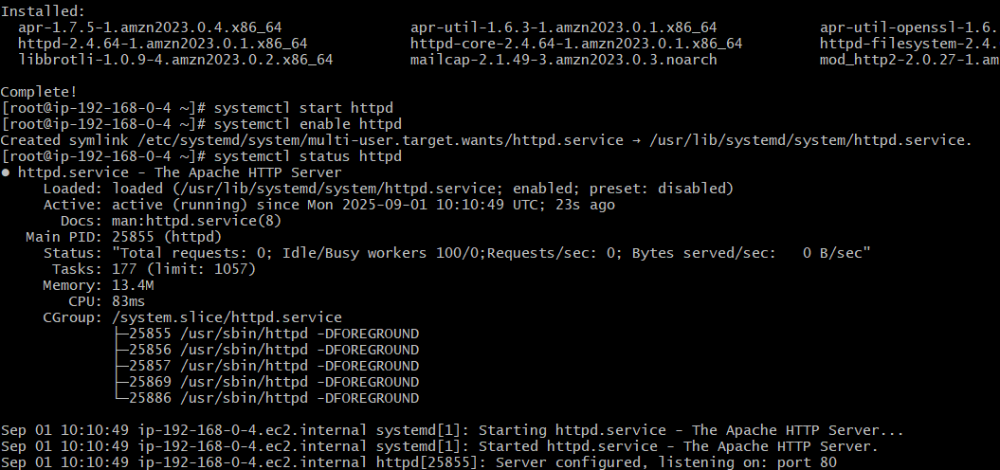 Installed:
  apr-1.7.5-1.amzn2023.0.4.x86_64                apr-util-1.6.3-1.amzn2023.0.1.x86_64             apr-util-openssl-1.6.
  httpd-2.4.64-1.amzn2023.0.1.x86_64             httpd-core-2.4.64-1.amzn2023.0.1.x86_64          httpd-filesystem-2.4.
  libbrotli-1.0.9-4.amzn2023.0.2.x86_64          mailcap-2.1.49-3.amzn2023.0.3.noarch             mod_http2-2.0.27-1.am
Complete!
[root@ip-192-168-0-4 ~]# systemctl start httpd
[root@ip-192-168-0-4 ~]# systemctl enable httpd
Created symlink /etc/systemd/system/multi-user.target.wants/httpd.service → /usr/lib/systemd/system/httpd.service.
[root@ip-192-168-0-4 ~]# systemctl status httpd
● httpd.service - The Apache HTTP Server
     Loaded: loaded (/usr/lib/systemd/system/httpd.service; enabled; preset: disabled)
     Active: active (running) since Mon 2025-09-01 10:10:49 UTC; 23s ago
       Docs: man:httpd.service(8)
   Main PID: 25855 (httpd)
     Status: "Total requests: 0; Idle/Busy workers 100/0;Requests/sec: 0; Bytes served/sec:   0 B/sec"
      Tasks: 177 (limit: 1057)
     Memory: 13.4M
        CPU: 83ms
     CGroup: /system.slice/httpd.service
             ├─25855 /usr/sbin/httpd -DFOREGROUND
             ├─25856 /usr/sbin/httpd -DFOREGROUND
             ├─25857 /usr/sbin/httpd -DFOREGROUND
             ├─25869 /usr/sbin/httpd -DFOREGROUND
             └─25886 /usr/sbin/httpd -DFOREGROUND
Sep 01 10:10:49 ip-192-168-0-4.ec2.internal systemd[1]: Starting httpd.service - The Apache HTTP Server...
Sep 01 10:10:49 ip-192-168-0-4.ec2.internal systemd[1]: Started httpd.service - The Apache HTTP Server.
Sep 01 10:10:49 ip-192-168-0-4.ec2.internal httpd[25855]: Server configured, listening on: port 80